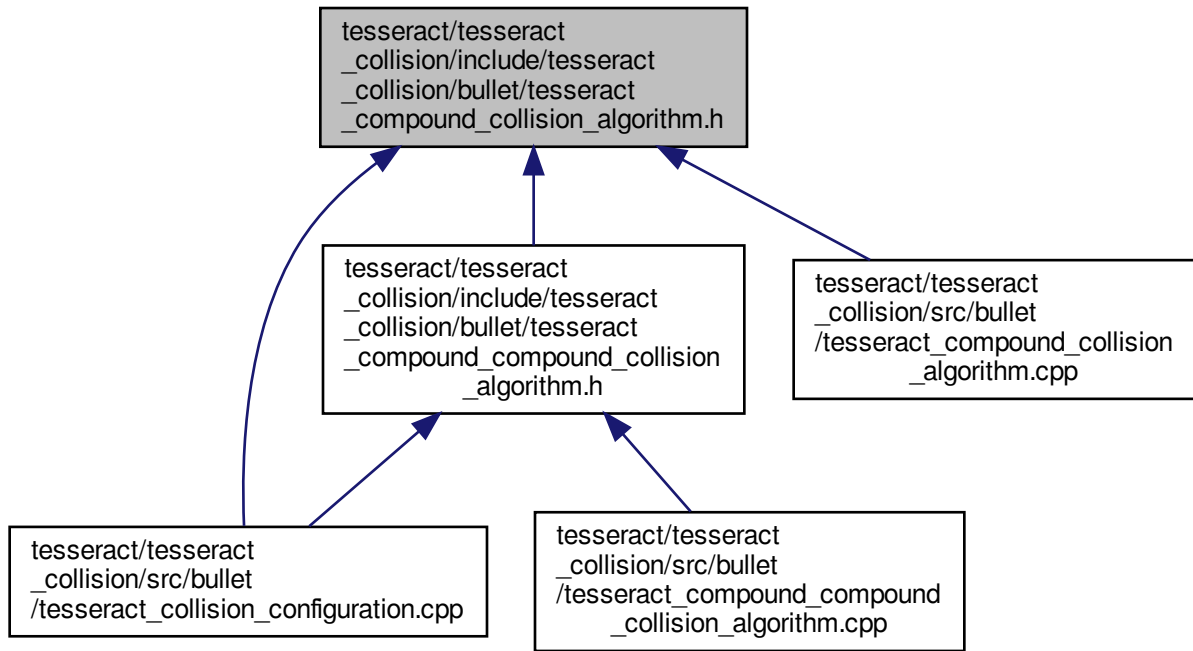 tesseract/tesseract
_collision/include/tesseract
_collision/bullet/tesseract
_compound_collision_algorithm.h
tesseract/tesseract
_collision/include/tesseract
_collision/bullet/tesseract
_compound_compound_collision
_algorithm.h
tesseract/tesseract
_collision/src/bullet
/tesseract_compound_collision
_algorithm.cpp
tesseract/tesseract
_collision/src/bullet
/tesseract_collision_configuration.cpp
tesseract/tesseract
_collision/src/bullet
/tesseract_compound_compound
_collision_algorithm.cpp